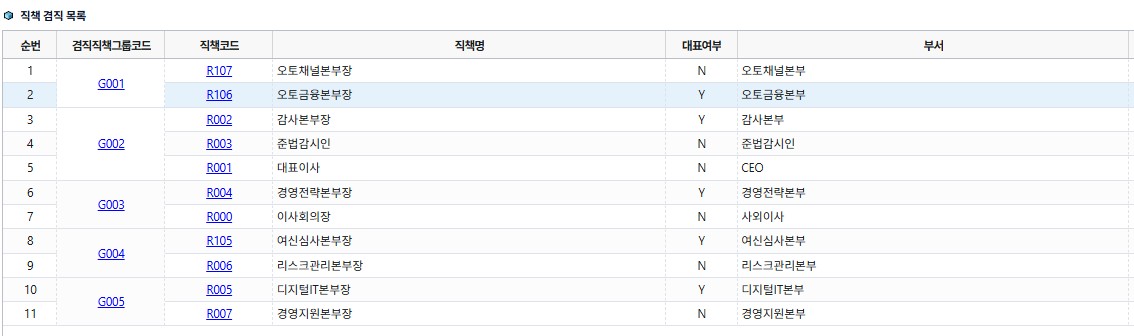 직책 겸직 목록
순번 겸직직책그룹코드 직책코드 직책명 대표여부 부서
1 G001 R107 오토채널본부장 N 오토채널본부
2 R106 오토금융본부장 Y 오토금융본부
3 G002 R002 감사본부장 Y 감사본부
4 R003 준법감시인 N 준법감시인
5 R001 대표이사 N CEO
6 G003 R004 경영전략본부장 Y 경영전략본부
7 R000 이사회의장 N 사외이사
8 G004 R105 여신심사본부장 Y 여신심사본부
9 R006 리스크관리본부장 N 리스크관리본부
10 G005 R005 디지털IT본부장 Y 디지털IT본부
11 R007 경영지원본부장 N 경영지원본부